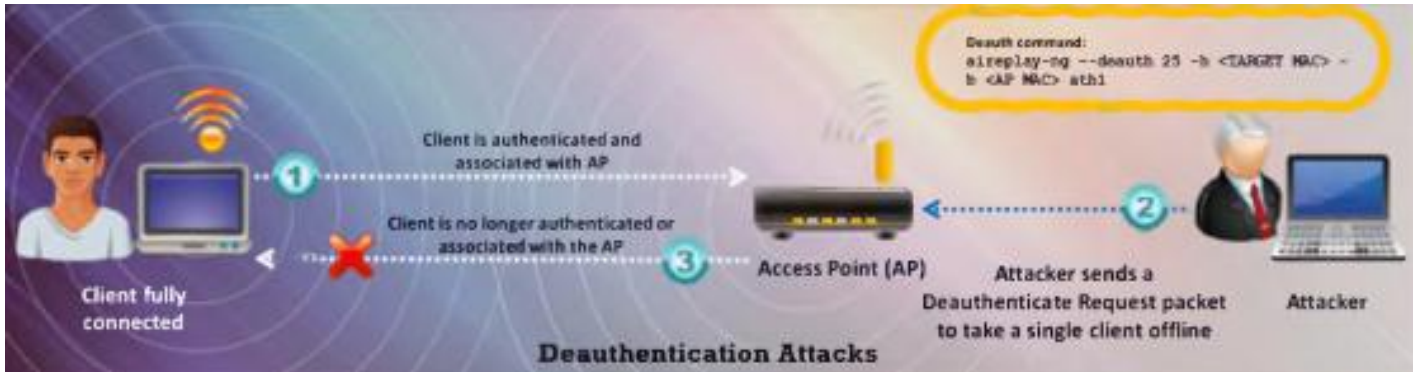 Deauth command:
aireplay-ng --deauth 25 -h <TARGET MAC> -
b <AP MAC> ath1
Client is authenticated and
associated with AP
1
Client is no longer authenticated or
associated with the AP
3
2
Client fully
connected
Access Point (AP)
Attacker sends a
Deauthenticate Request packet
to take a single client offline
Attacker
Deauthentication Attacks